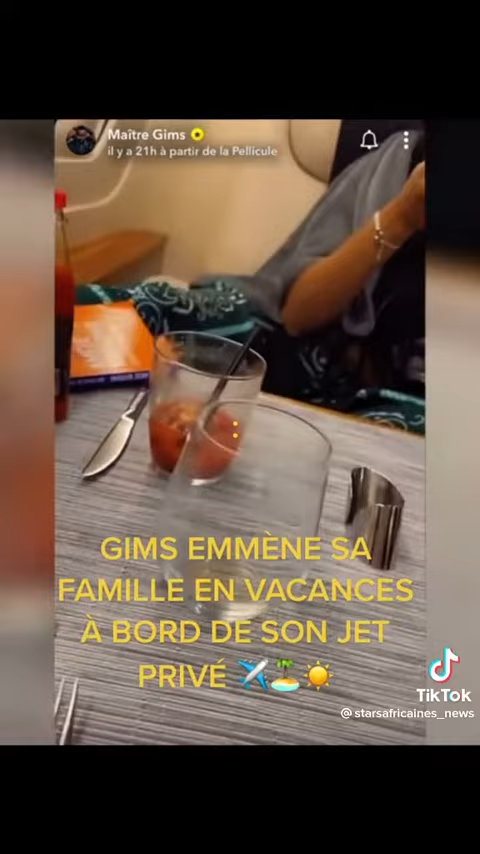 Maître Gims
il y a 21h à partir de la Pellicule
GIMS EMMÈNE SA
FAMILLE EN VACANCES
À BORD DE SON JET
PRIVÉ ✈️🏝️☀️
TikTok
@starsafricaines_news